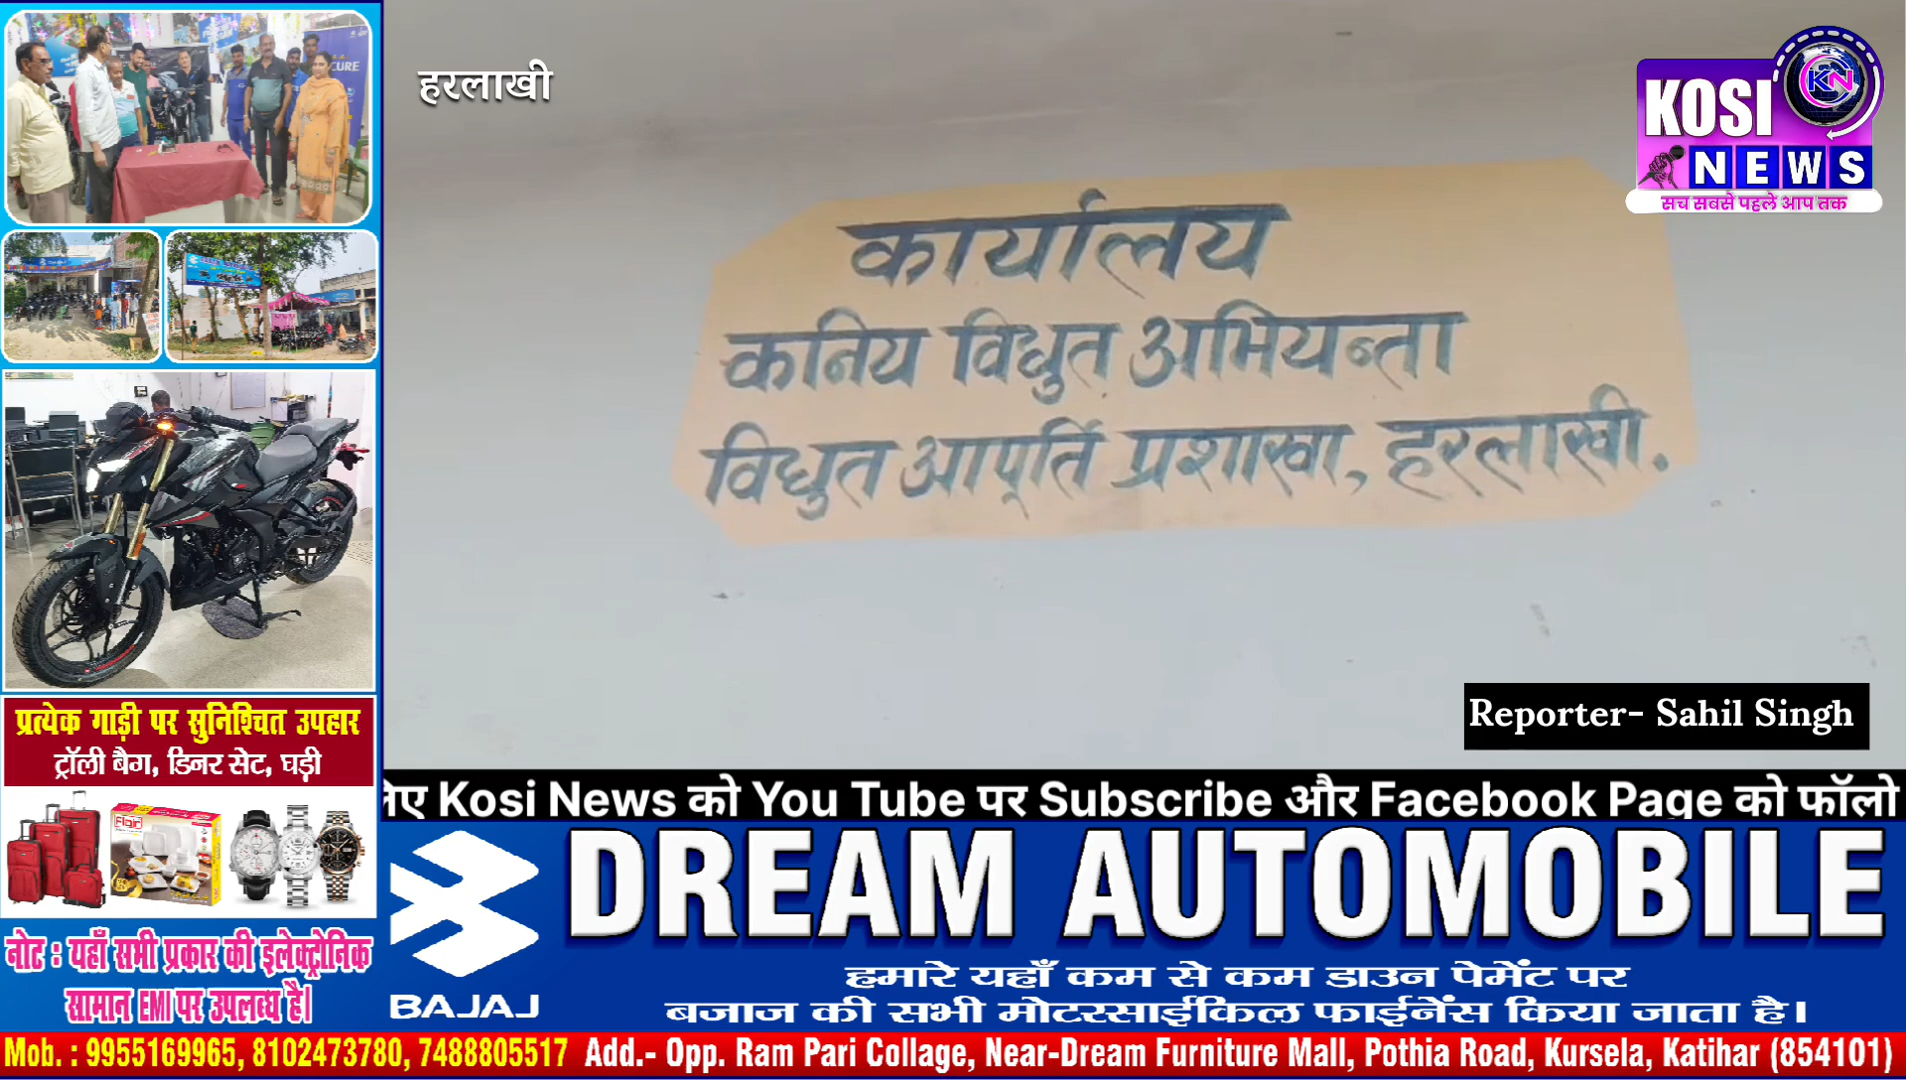 हरलाखी
KOSI
KN
NEWS
सच सबसे पहले आप तक
कार्यालय
कनिय विधुत अभियन्ता
विधुत आपूर्ति प्रशाखा, हरलाखी.
CURE
Reporter- Sahil Singh
Kosi News को You Tube पर Subscribe और Facebook Page को फॉलो
प्रत्येक गाड़ी पर सुनिश्चित उपहार
ट्रॉली बैग, डिनर सेट, घड़ी
Flair
नोट : यहाँ सभी प्रकार की इलेक्ट्रोनिक
सामान EMI पर उपलब्ध है।
BAJAJ
DREAM AUTOMOBILE
हमारे यहाँ कम से कम डाउन पेमेंट पर
बजाज की सभी मोटरसाईकिल फाईनेंस किया जाता है।
Mob. : 9955169965, 8102473780, 7488805517 Add.- Opp. Ram Pari Collage, Near-Dream Furniture Mall, Pothia Road, Kursela, Katihar (854101)